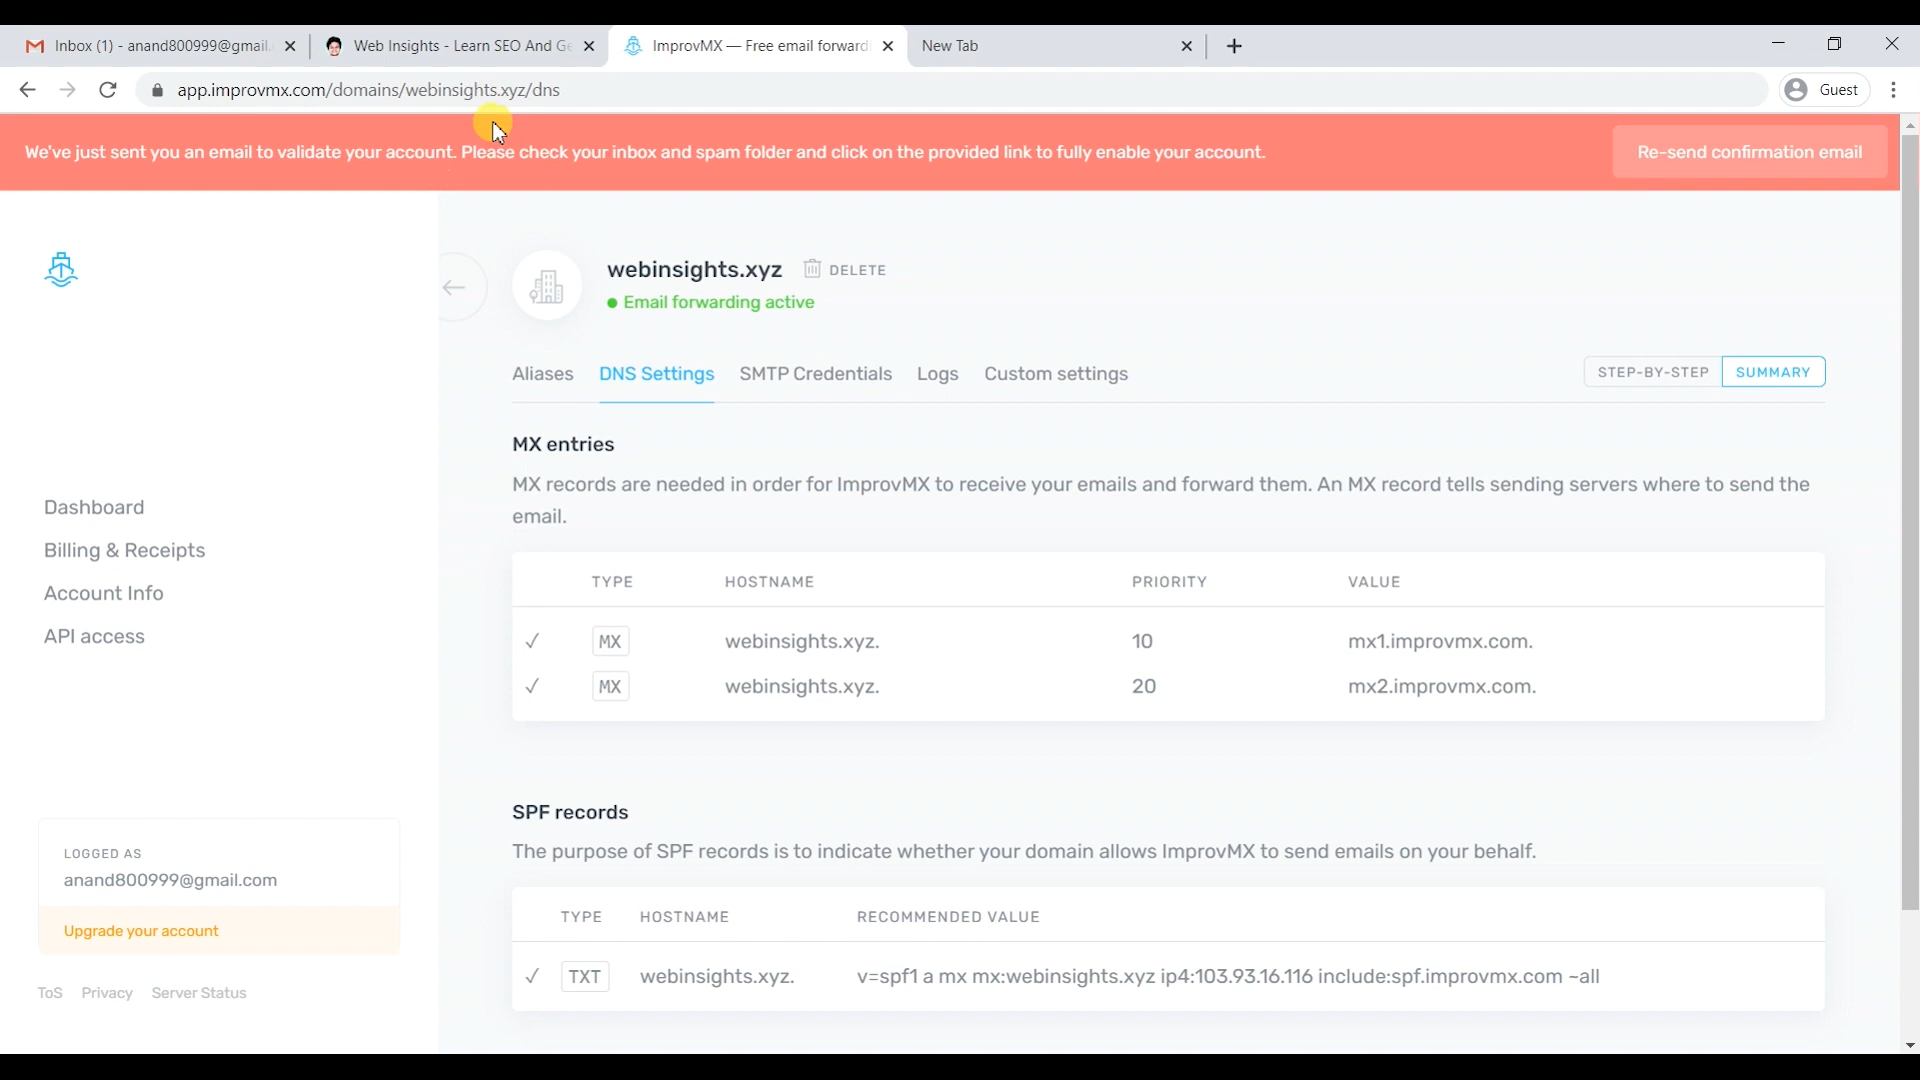 Inbox (1) - anand800999@gmail.
Web Insights - Learn SEO And Ge
ImprovMX — Free email forward
New Tab
app.improvmx.com/domains/webinsights.xyz/dns
Guest
We've just sent you an email to validate your account. Please check your inbox and spam folder and click on the provided link to fully enable your account.
Re-send confirmation email
webinsights.xyz
DELETE
Email forwarding active
Aliases DNS Settings SMTP Credentials Logs Custom settings
STEP-BY-STEP SUMMARY
MX entries
MX records are needed in order for ImprovMX to receive your emails and forward them. An MX record tells sending servers where to send the
email.
TYPE HOSTNAME PRIORITY VALUE
✓ MX webinsights.xyz. 10 mx1.improvmx.com.
✓ MX webinsights.xyz. 20 mx2.improvmx.com.
SPF records
The purpose of SPF records is to indicate whether your domain allows ImprovMX to send emails on your behalf.
TYPE HOSTNAME RECOMMENDED VALUE
✓ TXT webinsights.xyz. v=spf1 a mx mx:webinsights.xyz ip4:103.93.16.116 include:spf.improvmx.com ~all
Dashboard
Billing & Receipts
Account Info
API access
LOGGED AS
anand800999@gmail.com
Upgrade your account
ToS Privacy Server Status